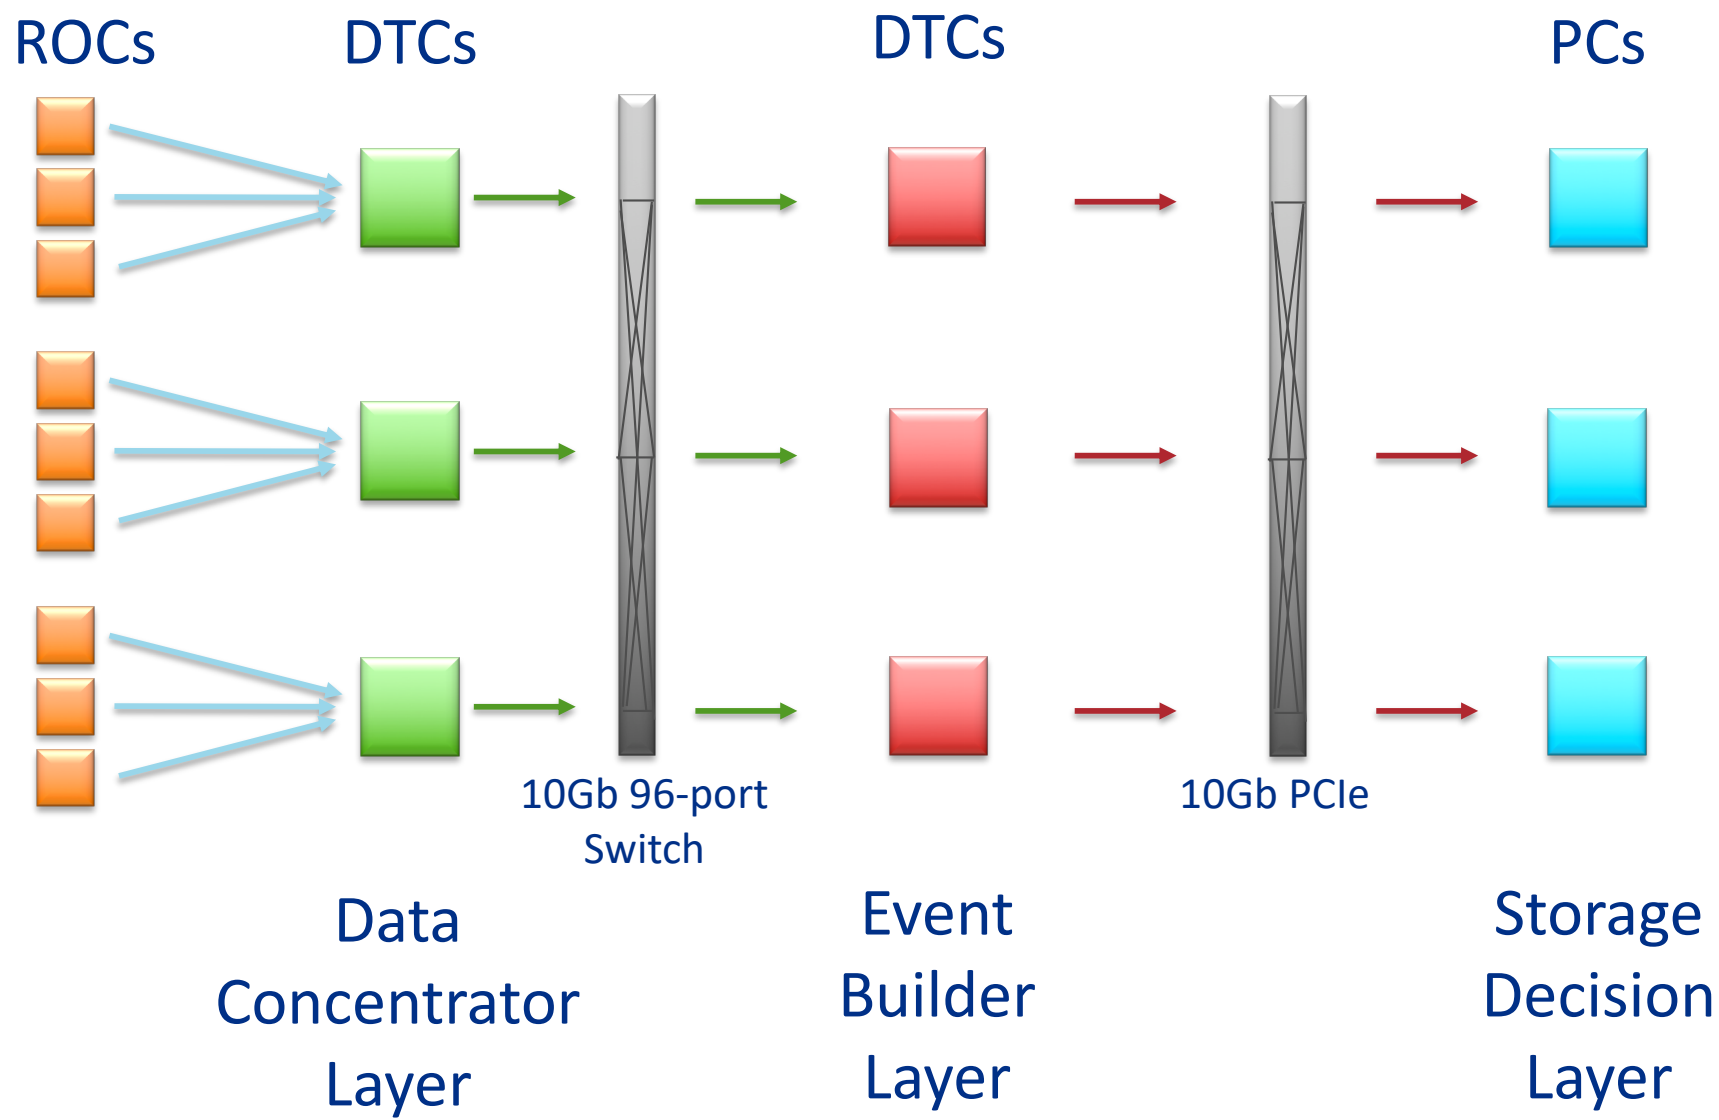 ROCs
DTCs
DTCs
PCs
10Gb 96-port
Switch
10Gb PCIe
Data
Concentrator
Layer
Event
Builder
Layer
Storage
Decision
Layer